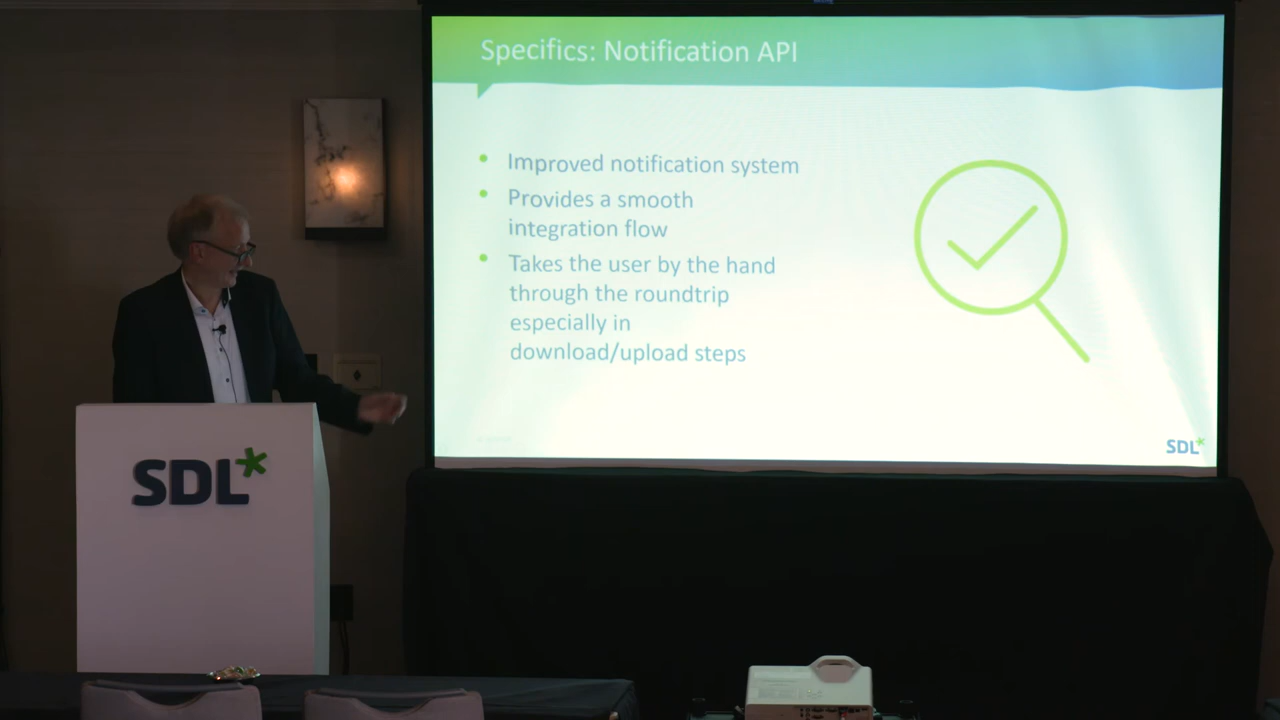 Specifics: Notification API
Improved notification system
Provides a smooth
integration flow
Takes the user by the hand
through the roundtrip
especially in
download/upload steps
SDL*
SDL*